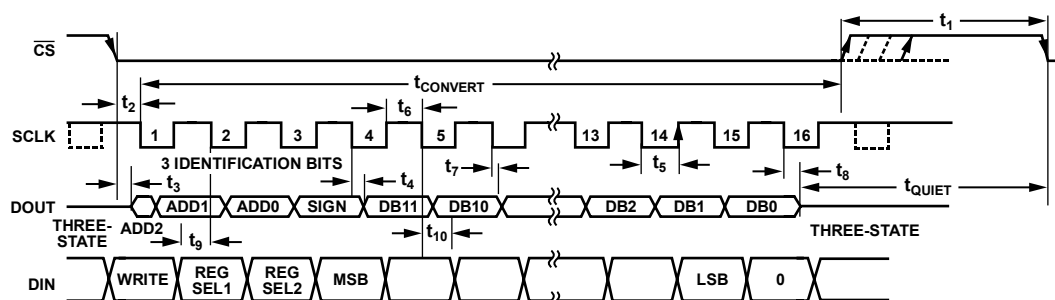 t1
CS
tCONVERT
t2
t6
SCLK
1 2 3 4 5 13 14 15 16
3 IDENTIFICATION BITS
t7
t5
t8
t3
t4
tQUIET
DOUT
ADD1 ADD0 SIGN DB11 DB10 DB2 DB1 DB0
THREE-
STATE
ADD2
t9
t10
THREE-STATE
DIN
WRITE
REG
SEL1
REG
SEL2
MSB
LSB
0